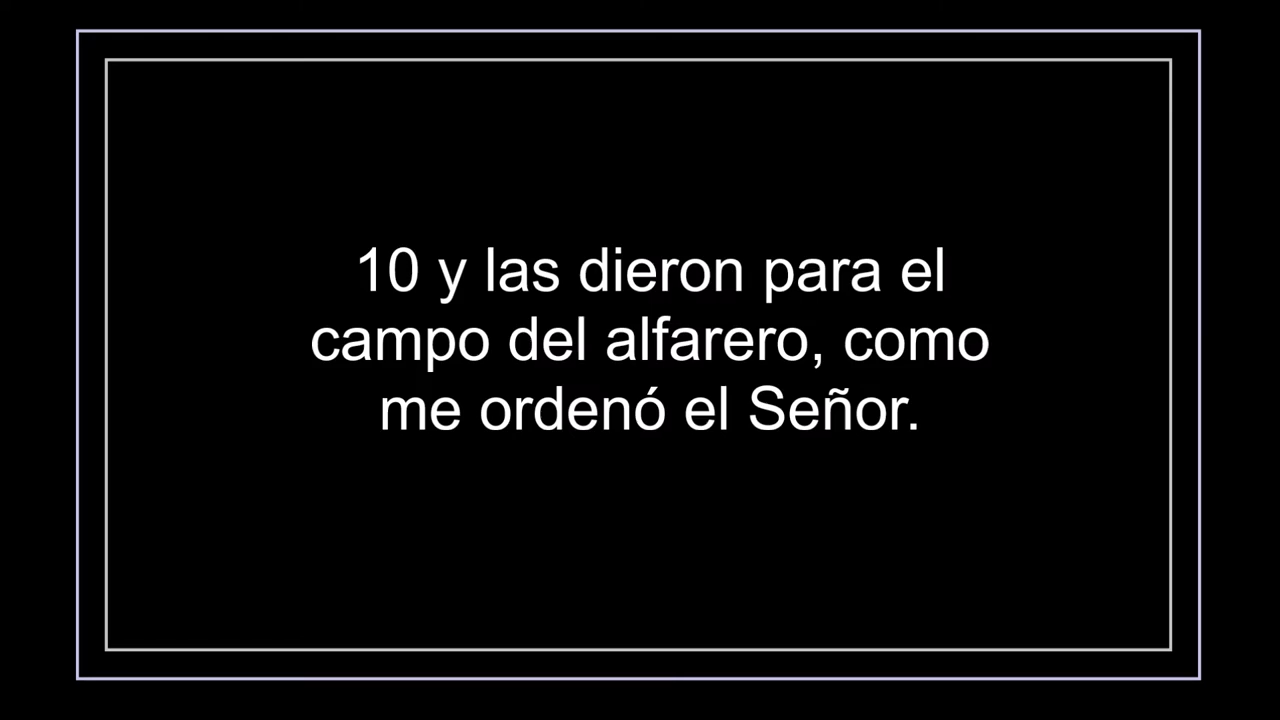 10 y las dieron para el
campo del alfarero, como
me ordenó el Señor.